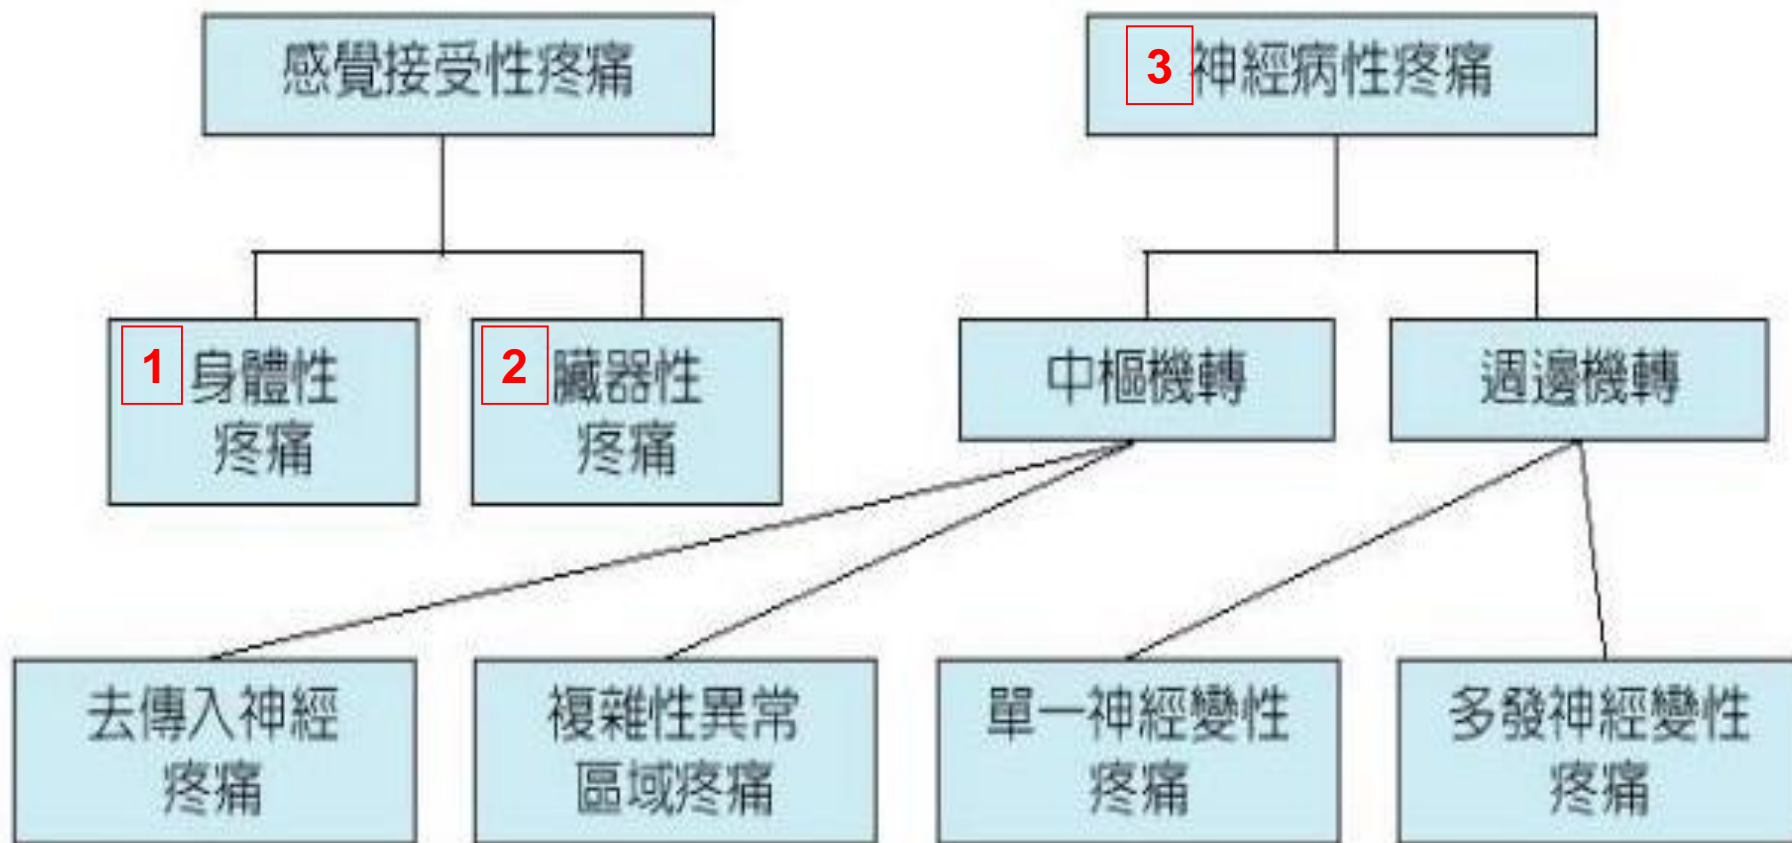 感覺接受性疼痛
3 神經病性疼痛
1 身體性
疼痛
2 臟器性
疼痛
中樞機轉
週邊機轉
去傳入神經
疼痛
複雜性異常
區域疼痛
單一神經變性
疼痛
多發神經變性
疼痛